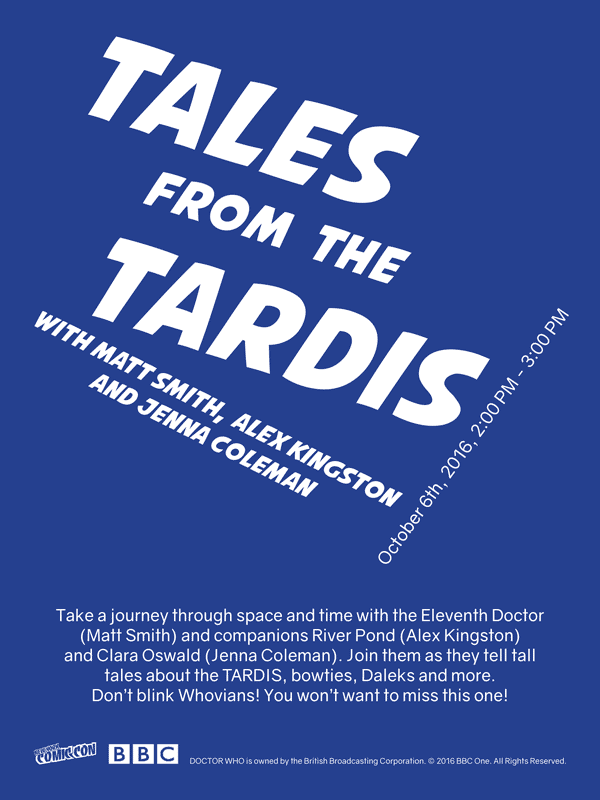 TALES
FROM THE
TARDIS
WITH MATT SMITH, ALEX KINGSTON
AND JENNA COLEMAN
October 6th, 2016, 2:00 PM - 3:00 PM
Take a journey through space and time with the Eleventh Doctor
(Matt Smith) and companions River Pond (Alex Kingston)
and Clara Oswald (Jenna Coleman). Join them as they tell tall
tales about the TARDIS, bowties, Daleks and more.
Don't blink Whovians! You won't want to miss this one!
NEW YORK
COMIC CON
BBC
DOCTOR WHO is owned by the British Broadcasting Corporation. © 2016 BBC One. All Rights Reserved.